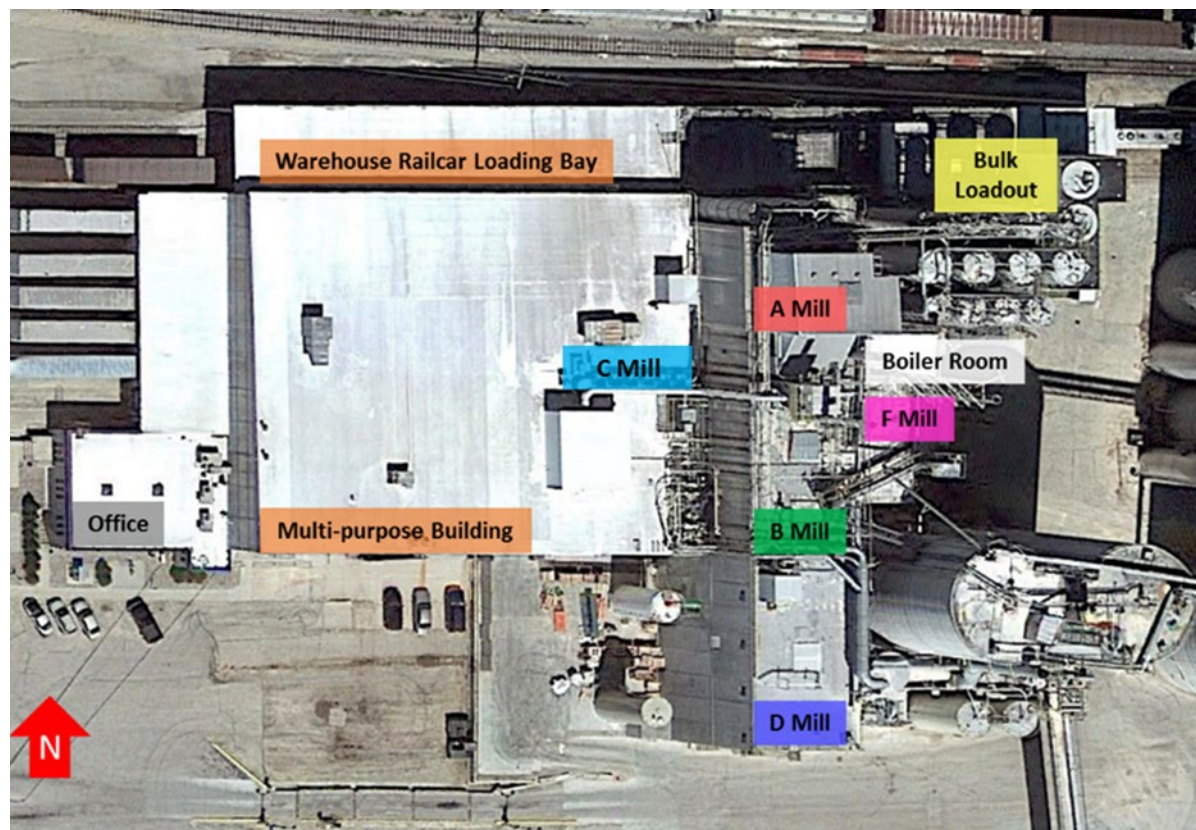 Warehouse Railcar Loading Bay
Bulk
Loadout
A Mill
C Mill
Boiler Room
F Mill
Office
Multi-purpose Building
B Mill
D Mill
N